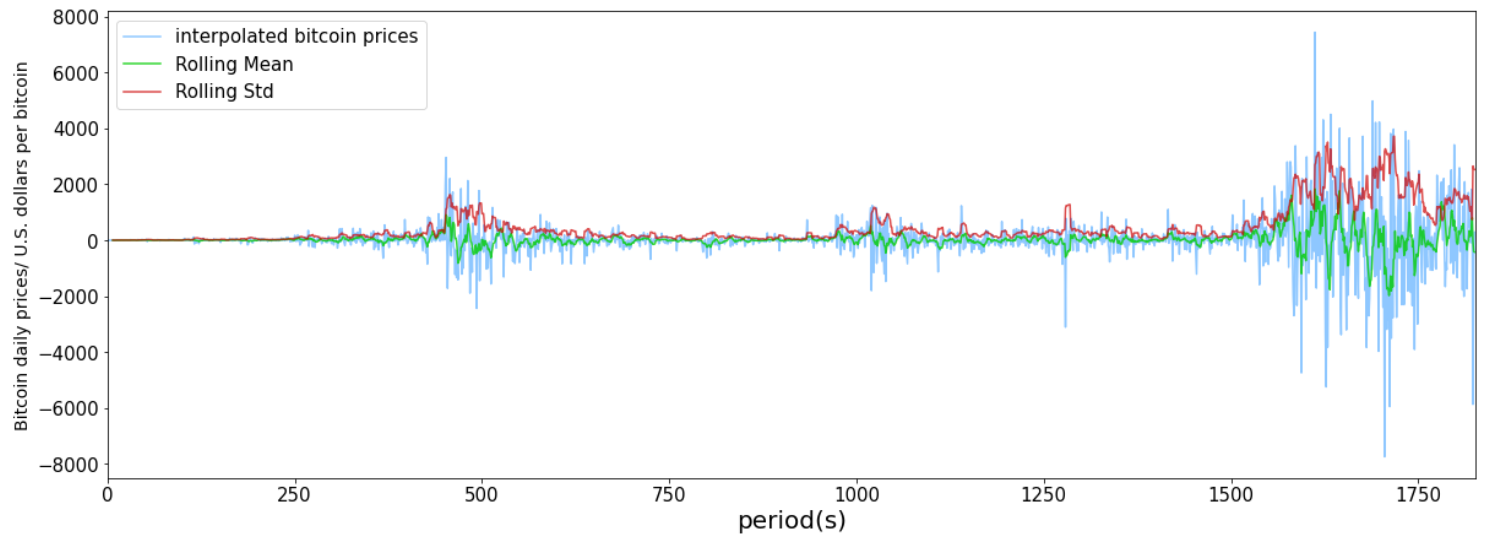 8000
6000
4000
2000
0
−2000
−4000
−6000
−8000
Bitcoin daily prices/ U.S. dollars per bitcoin
interpolated bitcoin prices
Rolling Mean
Rolling Std
0 250 500 750 1000 1250 1500 1750
period(s)